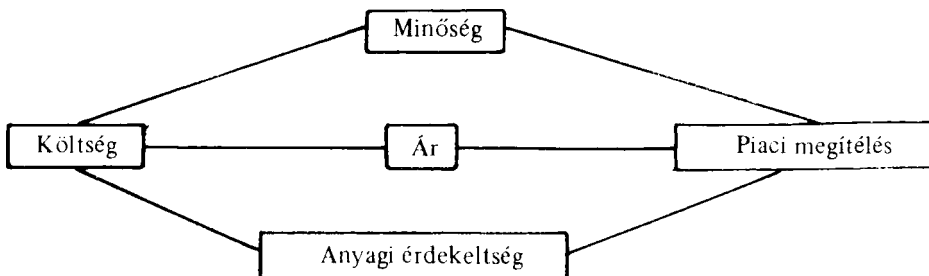 Minőség
Költség
Ár
Piaci megítélés
Anyagi érdekeltség